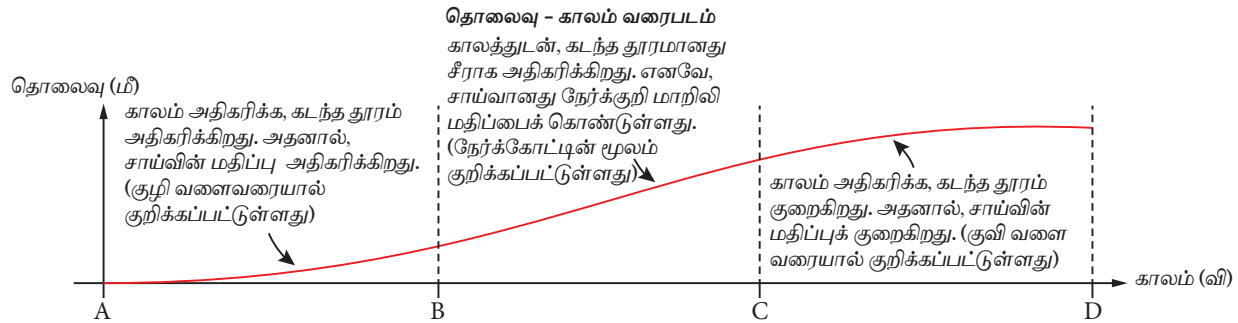 தொலைவு – காலம் வரைபடம்
தொலைவு (மீ)
காலம் அதிகரிக்க, கடந்த தூரம்
அதிகரிக்கிறது. அதனால்,
சாய்வின் மதிப்பு அதிகரிக்கிறது.
(குழி வளைவரையால்
குறிக்கப்பட்டுள்ளது)
காலத்துடன், கடந்த தூரமானது
சீராக அதிகரிக்கிறது. எனவே,
சாய்வானது நேர்க்குறி மாறிலி
மதிப்பைக் கொண்டுள்ளது.
(நேர்க்கோட்டின் மூலம்
குறிக்கப்பட்டுள்ளது)
காலம் அதிகரிக்க, கடந்த தூரம்
குறைகிறது. அதனால், சாய்வின்
மதிப்புக் குறைகிறது. (குவி வளை
வரையால் குறிக்கப்பட்டுள்ளது)
காலம் (வி)
A B C D